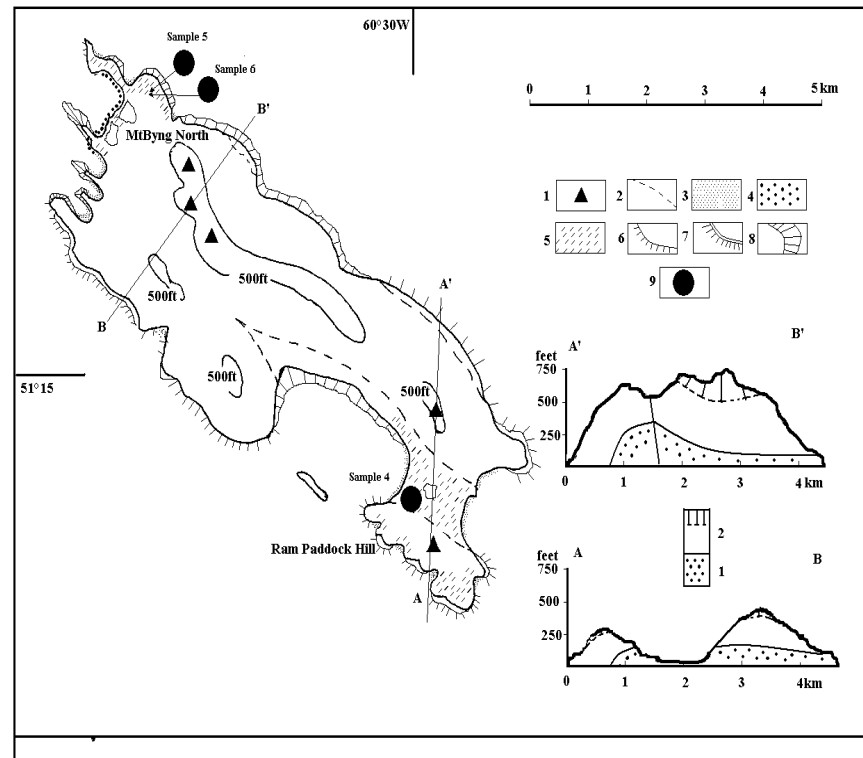 60°30W
Sample 5
Sample 6
B'
MtByng North
0 1 2 3 4 5 km
1 2 3 4
5 6 7 8
9
500ft
500ft
B
A'
500ft
500ft
51°15
Sample 4
Ram Paddock Hill
A
A' B'
feet
750
500
250
0 1 2 3 4 km
2
1
A B
feet
750
500
250
0 1 2 3 4km